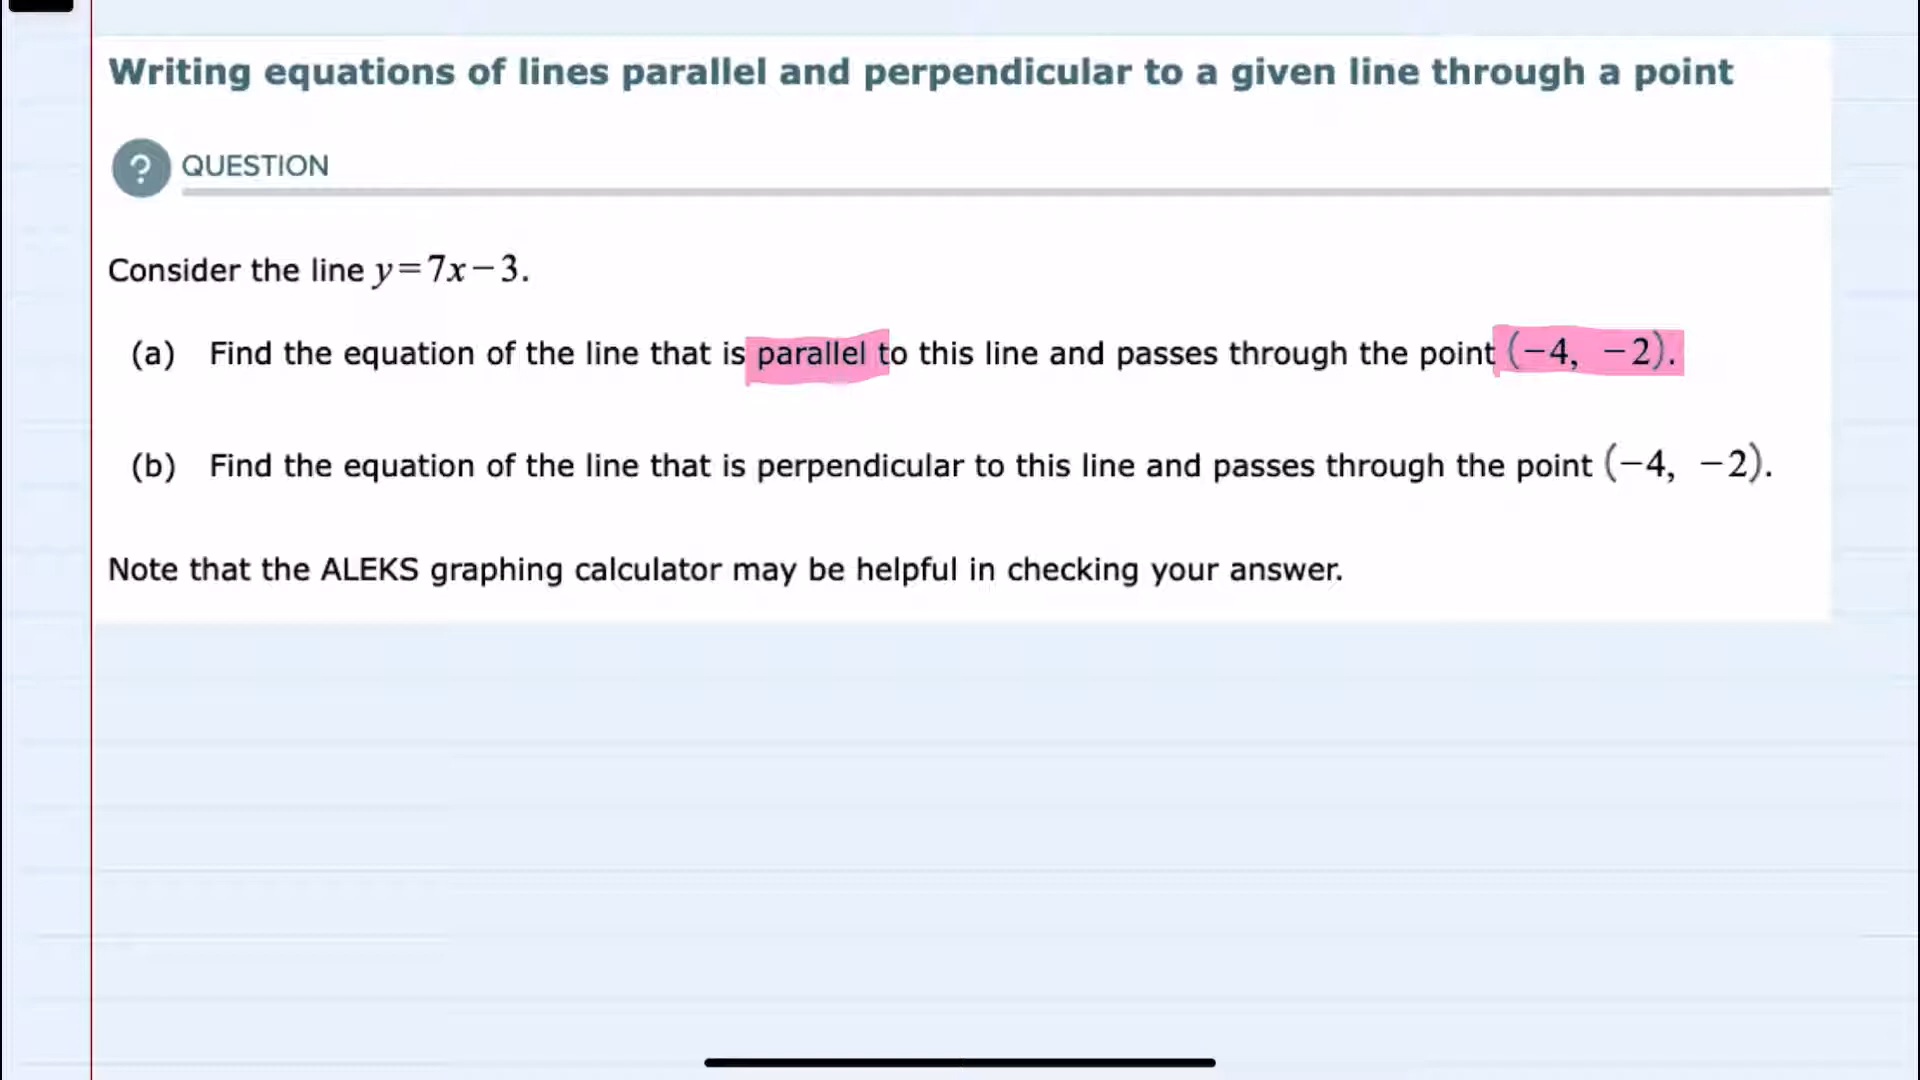 Writing equations of lines parallel and perpendicular to a given line through a point
? QUESTION
Consider the line y=7x−3.
(a) Find the equation of the line that is parallel to this line and passes through the point (−4, −2).
(b) Find the equation of the line that is perpendicular to this line and passes through the point (−4, −2).
Note that the ALEKS graphing calculator may be helpful in checking your answer.